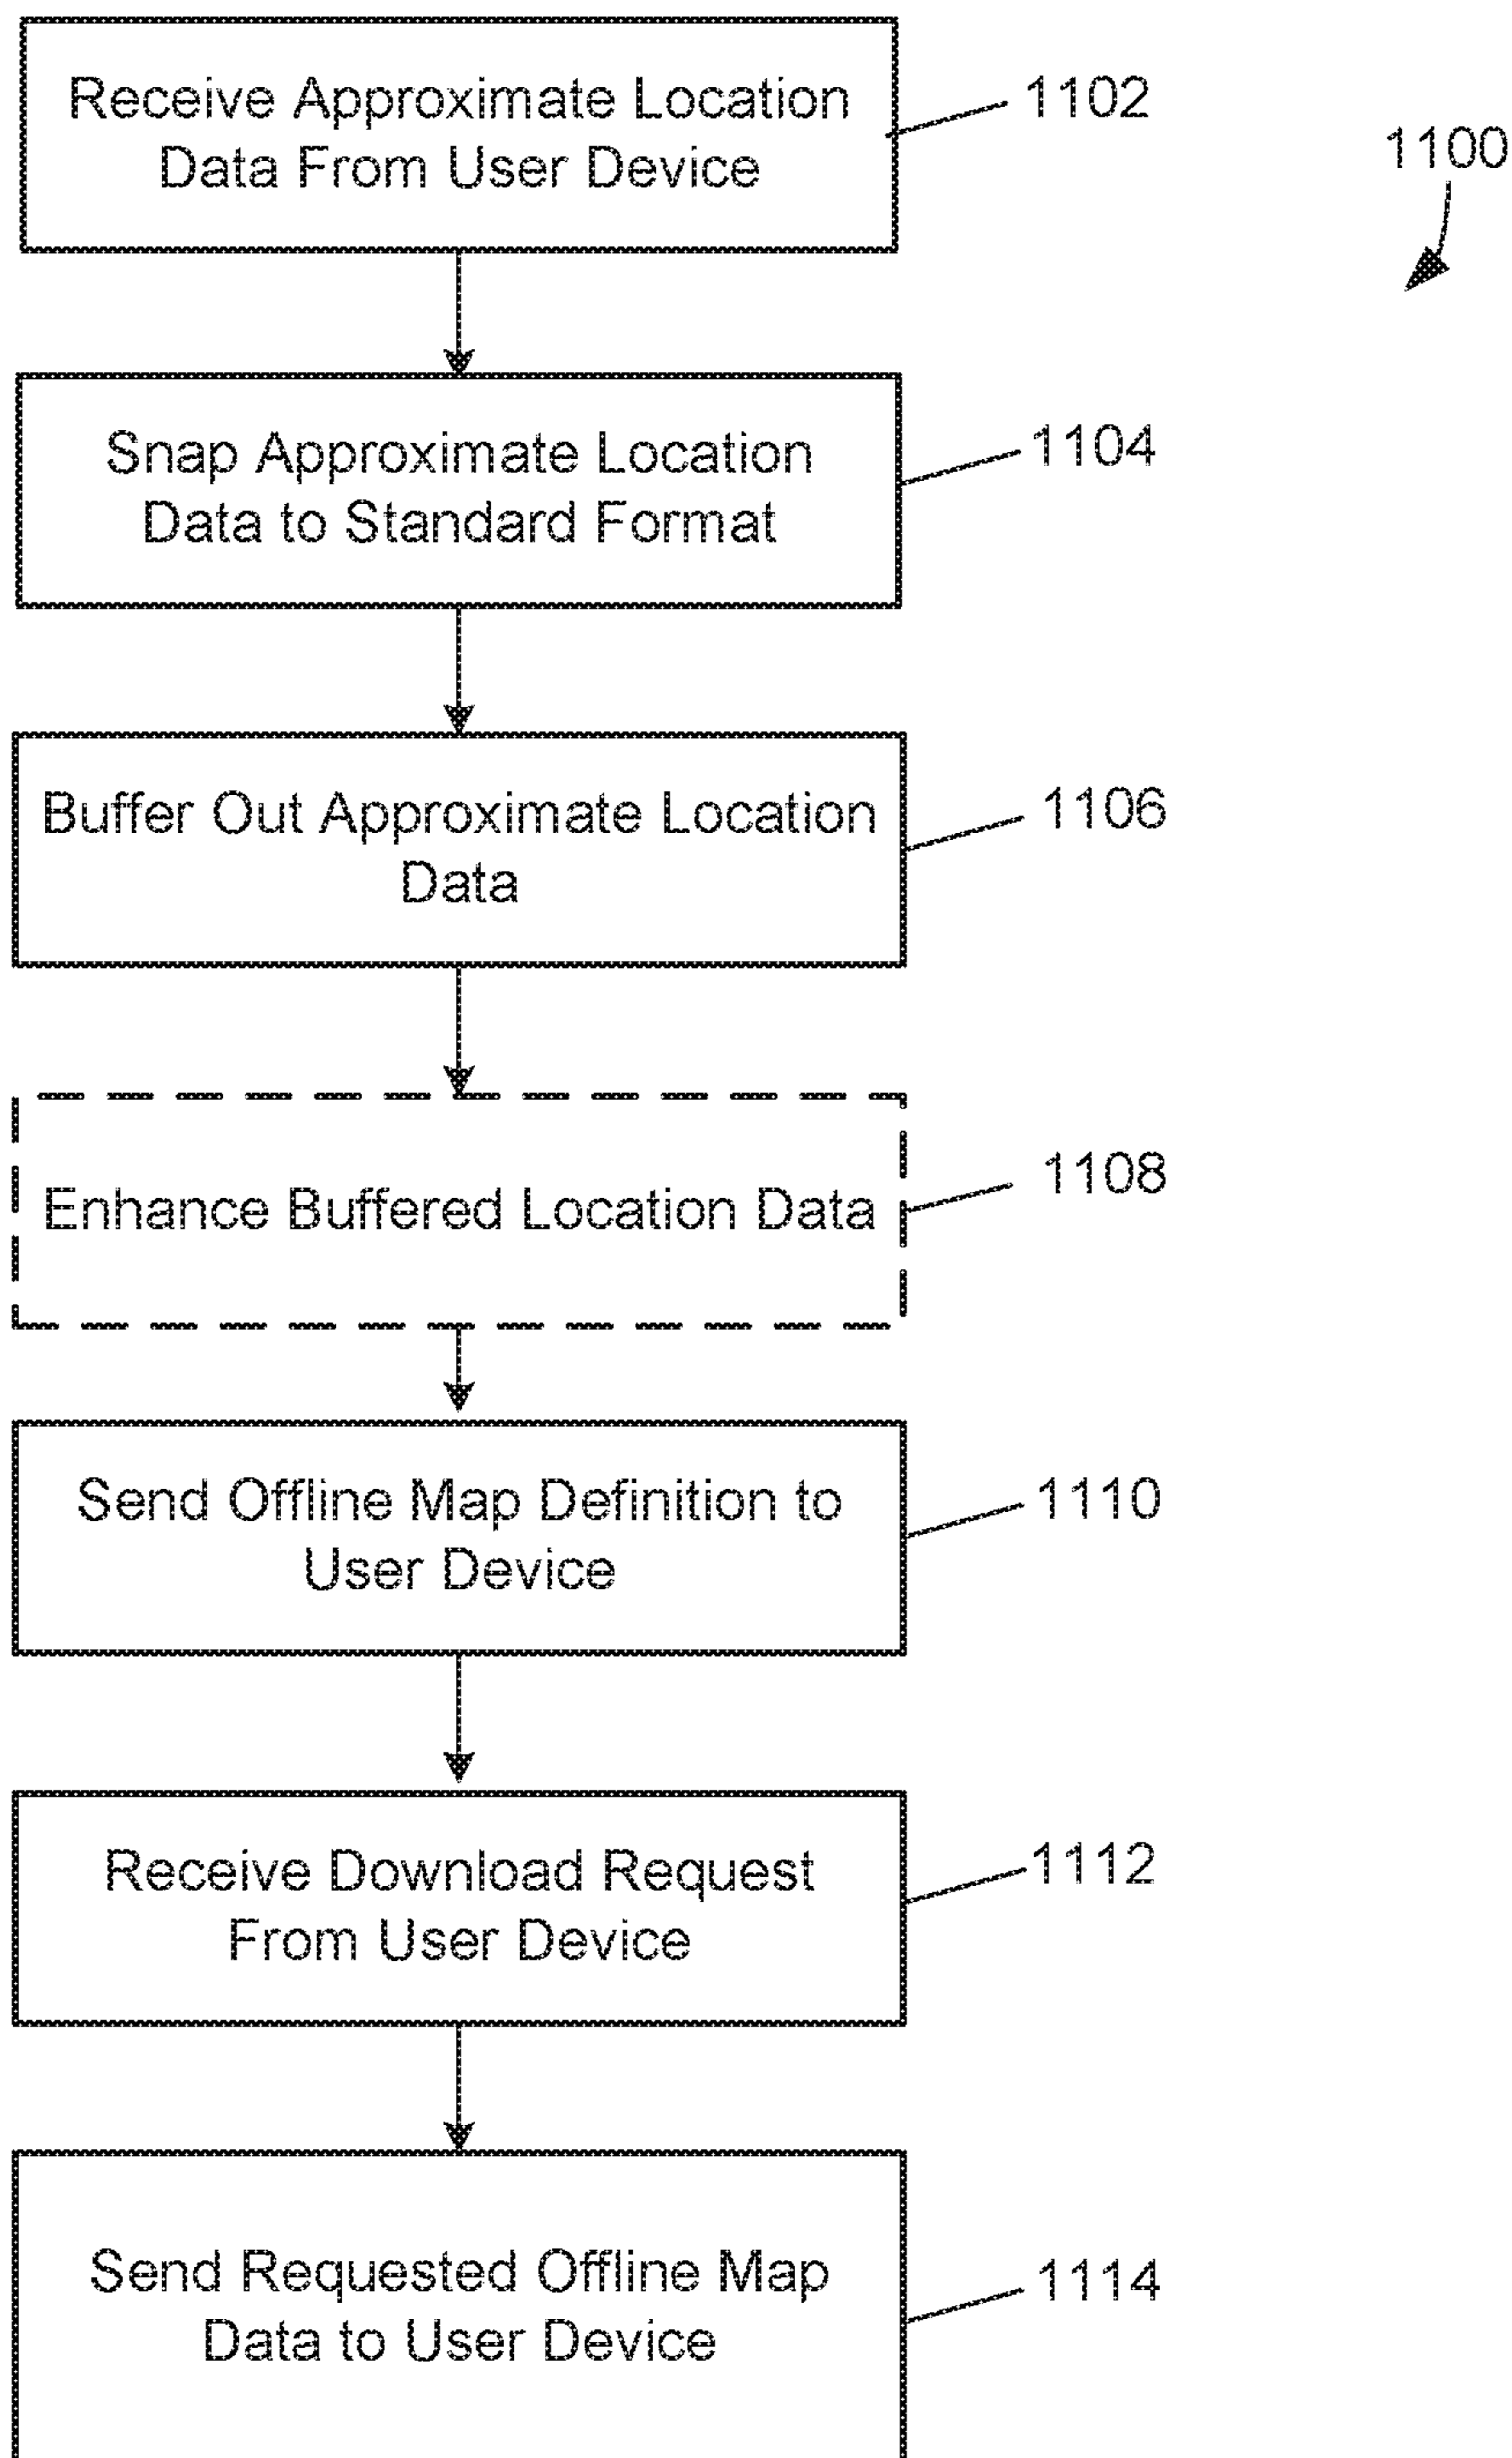 Receive Approximate Location
Data From User Device
1102
1100
Snap Approximate Location
Data to Standard Format
1104
Buffer Out Approximate Location
Data
1106
Enhance Buffered Location Data
1108
Send Offline Map Definition to
User Device
1110
Receive Download Request
From User Device
1112
Send Requested Offline Map
Data to User Device
1114